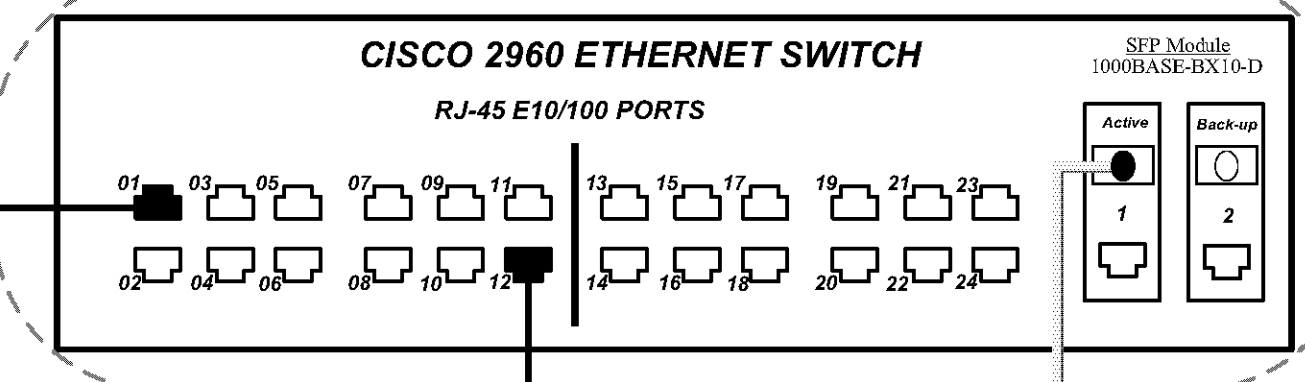 CISCO 2960 ETHERNET SWITCH
SFP Module
1000BASE-BX10-D
RJ-45 E10/100 PORTS
Active
Back-up
01 03 05 07 09 11 13 15 17 19 21 23
1
2
02 04 06 08 10 12 14 16 18 20 22 24